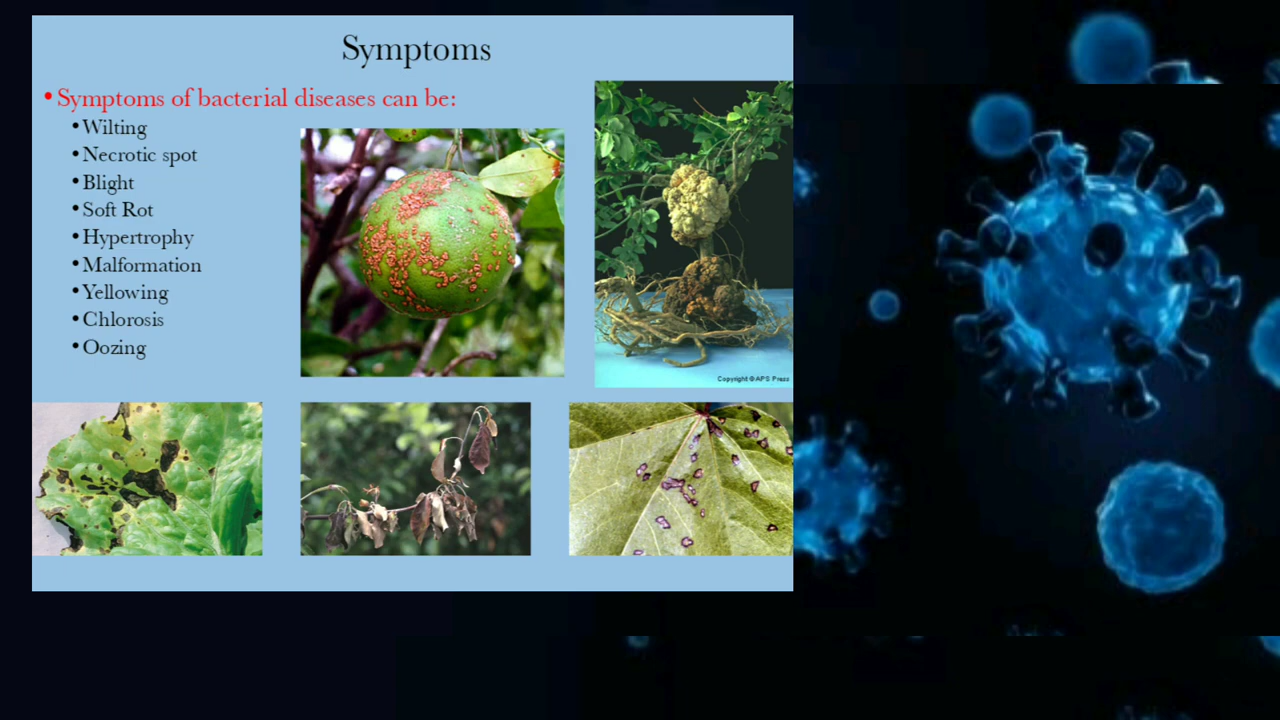 Symptoms
• Symptoms of bacterial diseases can be:
• Wilting
• Necrotic spot
• Blight
• Soft Rot
• Hypertrophy
• Malformation
• Yellowing
• Chlorosis
• Oozing
Copyright © APS Press